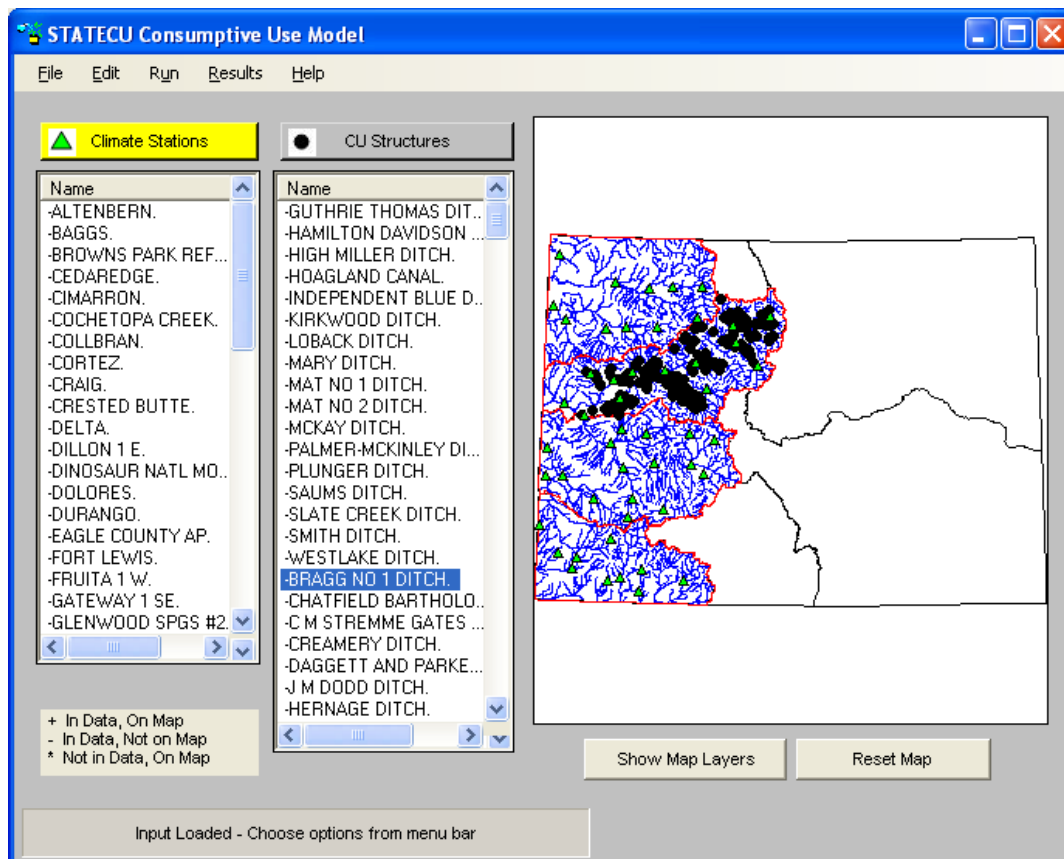 STATECU Consumptive Use Model
File Edit Run Results Help
Climate Stations
Name
-ALTENBERN.
-BAGGS.
-BROWNS PARK REF...
-CEDAREDGE.
-CIMARRON.
-COCHETOPA CREEK.
-COLLBRAN.
-CORTEZ.
-CRAIG.
-CRESTED BUTTE.
-DELTA.
-DILLON 1 E.
-DINOSAUR NATL MO...
-DOLORES.
-DURANGO.
-EAGLE COUNTY AP.
-FORT LEWIS.
-FRUITA 1 W.
-GATEWAY 1 SE.
-GLENWOOD SPGS #2.
+ In Data, On Map
- In Data, Not on Map
* Not in Data, On Map
CU Structures
Name
-GUTHRIE THOMAS DIT...
-HAMILTON DAVIDSON ...
-HIGH MILLER DITCH.
-HOAGLAND CANAL.
-INDEPENDENT BLUE D...
-KIRKWOOD DITCH.
-LOBACK DITCH.
-MARY DITCH.
-MAT NO 1 DITCH.
-MAT NO 2 DITCH.
-MCKAY DITCH.
-PALMER-MCKINLEY DI...
-PLUNGER DITCH.
-SAUMS DITCH.
-SLATE CREEK DITCH.
-SMITH DITCH.
-WESTLAKE DITCH.
-BRAGG NO 1 DITCH.
-CHATFIELD BARTHOLO...
-C M STREMME GATES ...
-CREAMERY DITCH.
-DAGGETT AND PARKE...
-J M DODD DITCH.
-HERNAGE DITCH.
Show Map Layers
Reset Map
Input Loaded - Choose options from menu bar